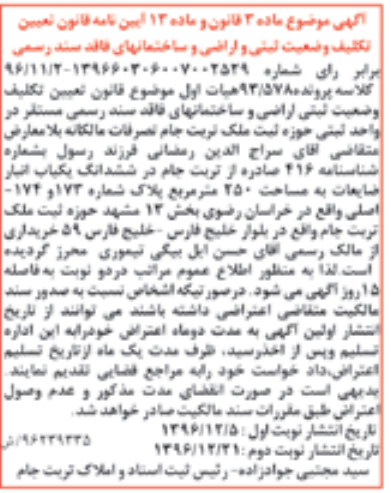 آگهی موضوع ماده ۳ قانون و ماده ۱۳ آیین نامه قانون تعیین
تکلیف وضعیت ثبتی و اراضی و ساختمانهای فاقد سند رسمی
برابر رای شماره ۱۳۹۶۶۰۳۰۶۰۰۷۰۰۲۵۲۹-۹۶/۱۱/۲
کلاسه پرونده۹۳/۵۷۸هیات اول موضوع قانون تعیین تکلیف
وضعیت ثبتی اراضی و ساختمانهای فاقد سند رسمی مستقر در
واحد ثبتی حوزه ثبت ملک تربت جام تصرفات مالکانه بلامعارض
متقاضی آقای سراج الدین رمضانی فرزند رسول بشماره
شناسنامه ۴۱۶ صادره از تربت جام در ششدانگ یکباب انبار
ضایعات به مساحت ۲۵۰ مترمربع پلاک شماره ۱۷۳و ۱۷۴-
اصلی واقع در خراسان رضوی بخش ۱۳ مشهد حوزه ثبت ملک
تربت جام واقع در بلوار خلیج فارس -خلیج فارس ۵۹ خریداری
از مالک رسمی آقای حسن ایل بیگی تیموری محرز گردیده
است.لذا به منظور اطلاع عموم مراتب دردو نوبت به فاصله
۱۵روز آگهی می شود. درصورتیکه اشخاص نسبت به صدور سند
مالکیت متقاضی اعتراضی داشته باشند می توانند از تاریخ
انتشار اولین آگهی به مدت دوماه اعتراض خودرابه این اداره
تسلیم وپس از اخذرسید، ظرف مدت یک ماه ازتاریخ تسلیم
اعتراض،داد خواست خود رابه مراجع قضایی تقدیم نمایند.
بدیهی است در صورت انقضای مدت مذکور و عدم وصول
اعتراض طبق مقررات سند مالکیت صادر خواهد شد.
تاریخ انتشار نوبت اول : ۱۳۹۶/۱۲/۵
۹۶۲۳۹۳۳۵/ش
تاریخ انتشار نوبت دوم :۱۳۹۶/۱۲/۲۱
سید مجتبی جوادزاده- رئیس ثبت اسناد و املاک تربت جام